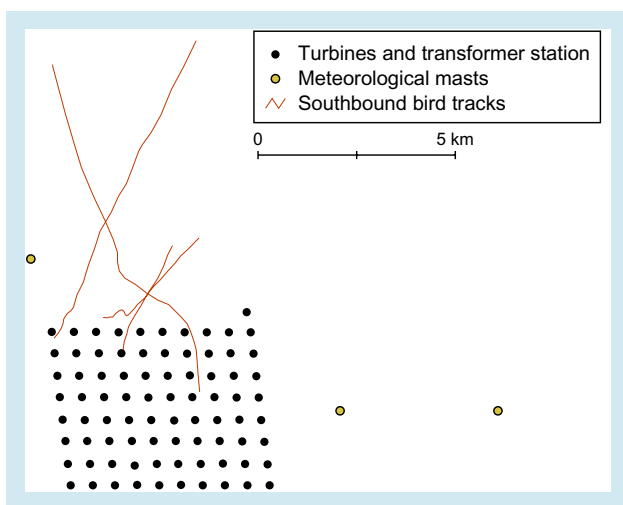 Turbines and transformer station
Meteorological masts
Southbound bird tracks
0 5 km